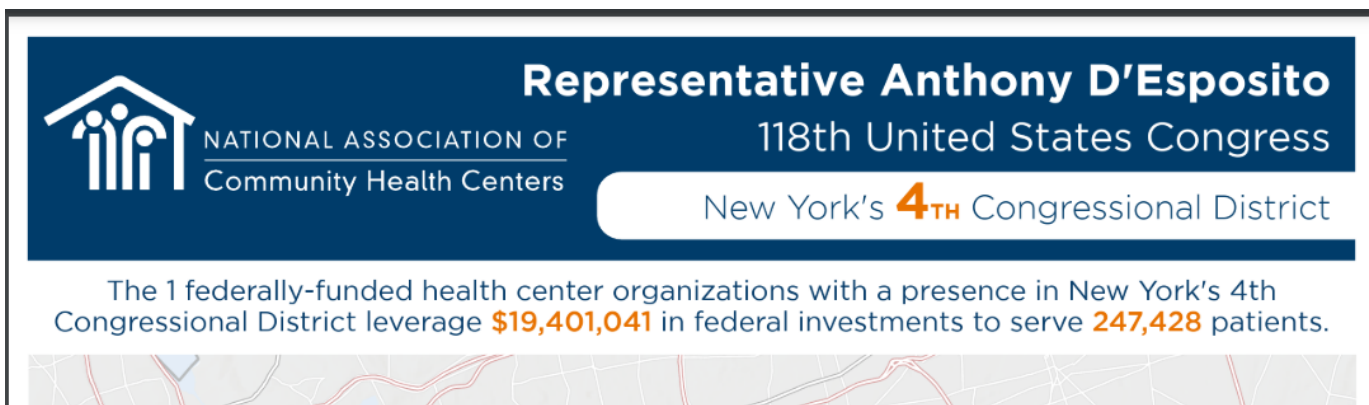 Representative Anthony D'Esposito
118th United States Congress
NATIONAL ASSOCIATION OF
Community Health Centers
New York's 4TH Congressional District
The 1 federally-funded health center organizations with a presence in New York's 4th
Congressional District leverage $19,401,041 in federal investments to serve 247,428 patients.